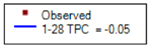 Observed
1-28 TPC = -0.05